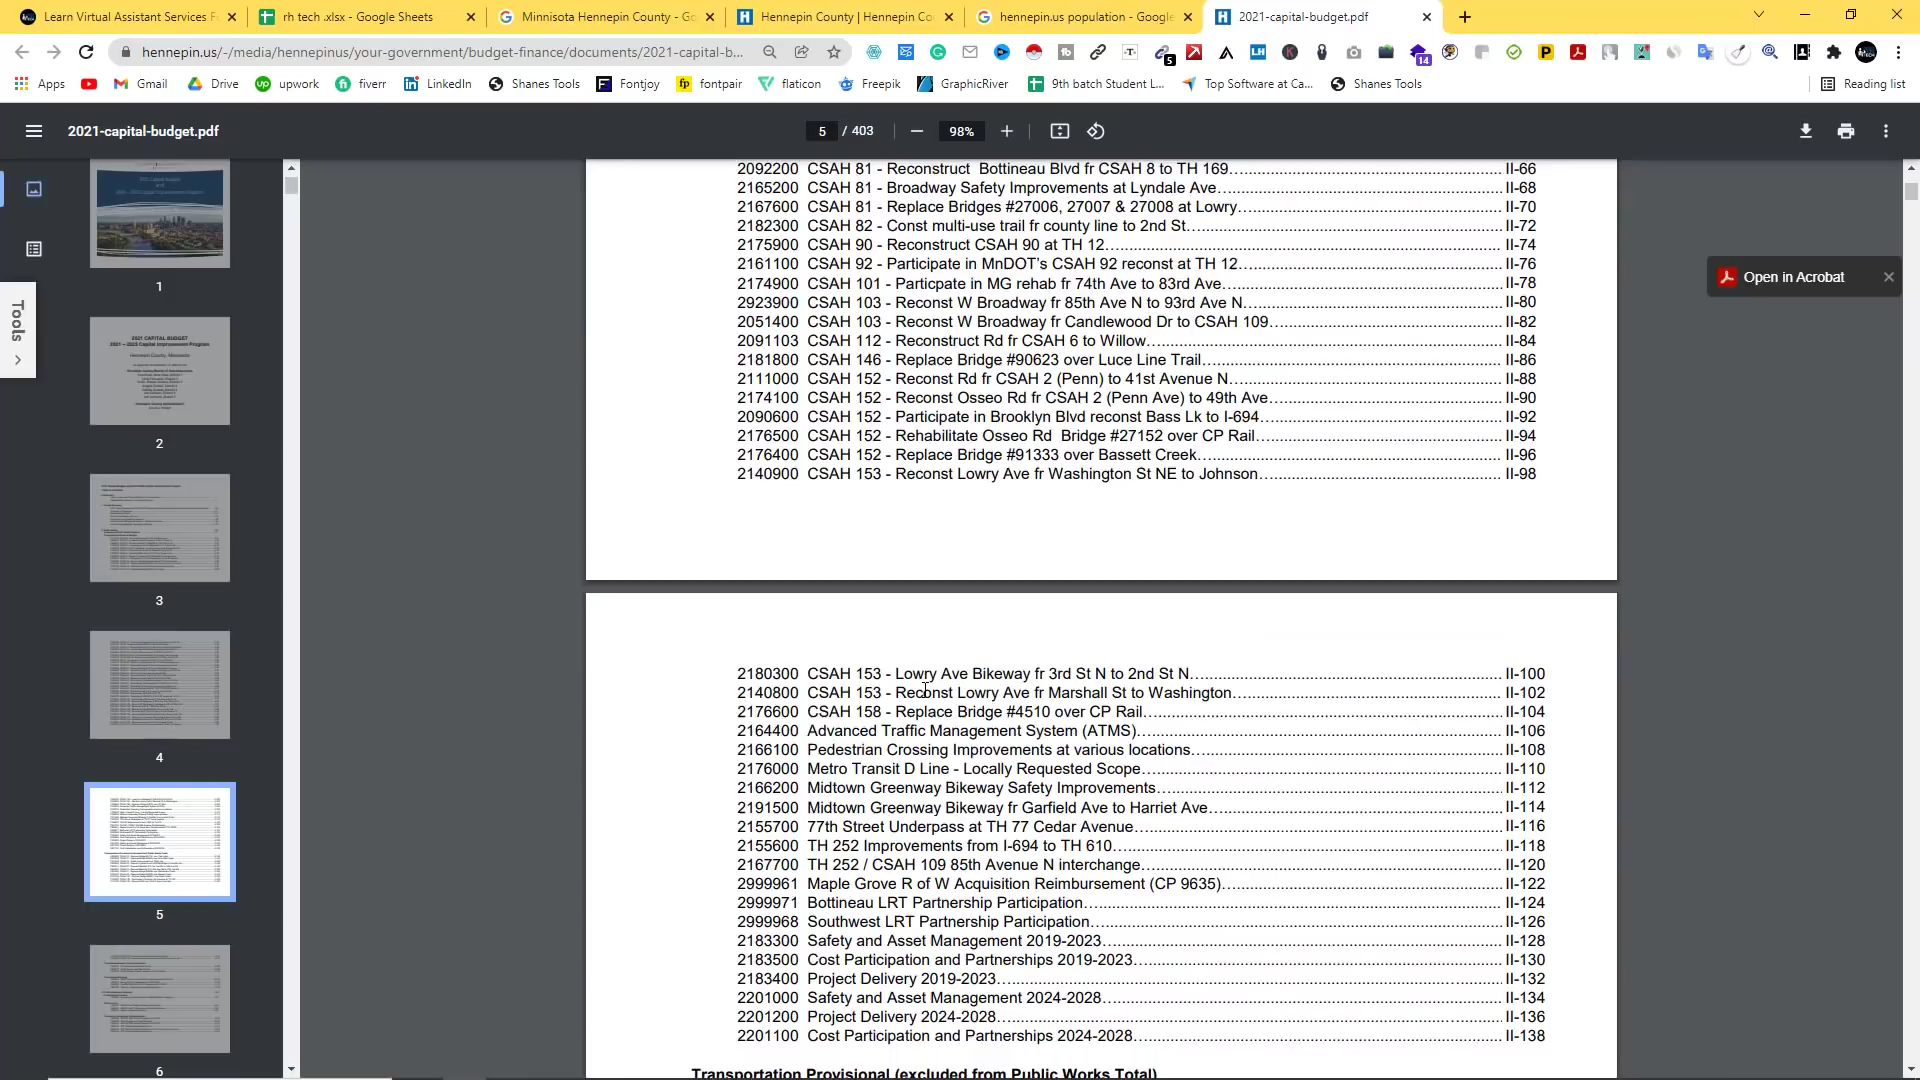 Learn Virtual Assistant Services F
rh tech .xlsx - Google Sheets
Minnisota Hennepin County - Go
Hennepin County | Hennepin Co
hennepin.us population - Google
2021-capital-budget.pdf
hennepin.us/-/media/hennepinus/your-government/budget-finance/documents/2021-capital-b...
5
14
Apps
Gmail
Drive
upwork
fiverr
LinkedIn
Shanes Tools
Fontjoy
fontpair
flaticon
Freepik
GraphicRiver
9th batch Student L...
Top Software at Ca...
Shanes Tools
Reading list
2021-capital-budget.pdf
5 / 403
98%
Open in Acrobat
Tools
1
2021 CAPITAL BUDGET
2
3
4
5
6
2092200 CSAH 81 - Reconstruct Bottineau Blvd fr CSAH 8 to TH 169 II-66
2165200 CSAH 81 - Broadway Safety Improvements at Lyndale Ave II-68
2167600 CSAH 81 - Replace Bridges #27006, 27007 & 27008 at Lowry II-70
2182300 CSAH 82 - Const multi-use trail fr county line to 2nd St II-72
2175900 CSAH 90 - Reconstruct CSAH 90 at TH 12 II-74
2161100 CSAH 92 - Participate in MnDOT's CSAH 92 reconst at TH 12 II-76
2174900 CSAH 101 - Particpate in MG rehab fr 74th Ave to 83rd Ave II-78
2923900 CSAH 103 - Reconst W Broadway fr 85th Ave N to 93rd Ave N II-80
2051400 CSAH 103 - Reconst W Broadway fr Candlewood Dr to CSAH 109 II-82
2091103 CSAH 112 - Reconstruct Rd fr CSAH 6 to Willow II-84
2181800 CSAH 146 - Replace Bridge #90623 over Luce Line Trail II-86
2111000 CSAH 152 - Reconst Rd fr CSAH 2 (Penn) to 41st Avenue N II-88
2174100 CSAH 152 - Reconst Osseo Rd fr CSAH 2 (Penn Ave) to 49th Ave II-90
2090600 CSAH 152 - Participate in Brooklyn Blvd reconst Bass Lk to I-694 II-92
2176500 CSAH 152 - Rehabilitate Osseo Rd Bridge #27152 over CP Rail II-94
2176400 CSAH 152 - Replace Bridge #91333 over Bassett Creek II-96
2140900 CSAH 153 - Reconst Lowry Ave fr Washington St NE to Johnson II-98
2180300 CSAH 153 - Lowry Ave Bikeway fr 3rd St N to 2nd St N II-100
2140800 CSAH 153 - Reconst Lowry Ave fr Marshall St to Washington II-102
2176600 CSAH 158 - Replace Bridge #4510 over CP Rail II-104
2164400 Advanced Traffic Management System (ATMS) II-106
2166100 Pedestrian Crossing Improvements at various locations II-108
2176000 Metro Transit D Line - Locally Requested Scope II-110
2166200 Midtown Greenway Bikeway Safety Improvements II-112
2191500 Midtown Greenway Bikeway fr Garfield Ave to Harriet Ave II-114
2155700 77th Street Underpass at TH 77 Cedar Avenue II-116
2155600 TH 252 Improvements from I-694 to TH 610 II-118
2167700 TH 252 / CSAH 109 85th Avenue N interchange II-120
2999961 Maple Grove R of W Acquisition Reimbursement (CP 9635) II-122
2999971 Bottineau LRT Partnership Participation II-124
2999968 Southwest LRT Partnership Participation II-126
2183300 Safety and Asset Management 2019-2023 II-128
2183500 Cost Participation and Partnerships 2019-2023 II-130
2183400 Project Delivery 2019-2023 II-132
2201000 Safety and Asset Management 2024-2028 II-134
2201200 Project Delivery 2024-2028 II-136
2201100 Cost Participation and Partnerships 2024-2028 II-138
Transportation Provisional (excluded from Public Works Total)